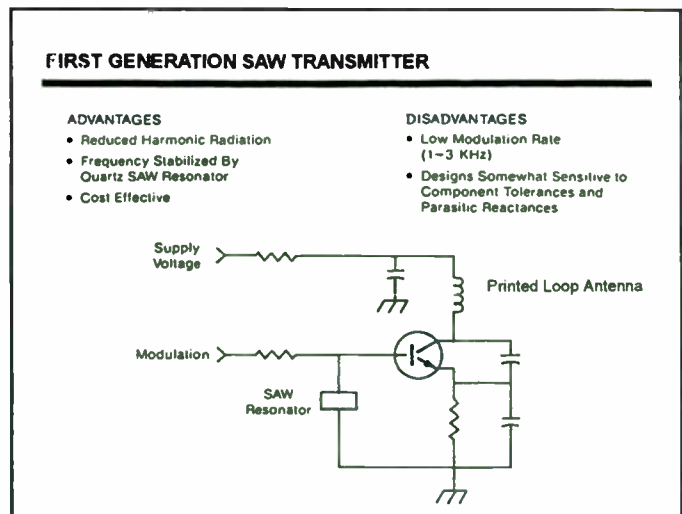 FIRST GENERATION SAW TRANSMITTER
ADVANTAGES
• Reduced Harmonic Radiation
• Frequency Stabilized By
Quartz SAW Resonator
• Cost Effective
DISADVANTAGES
• Low Modulation Rate
(1-3 KHz)
• Designs Somewhat Sensitive to
Component Tolerances and
Parasitic Reactances
Supply
Voltage
Printed Loop Antenna
Modulation
SAW
Resonator